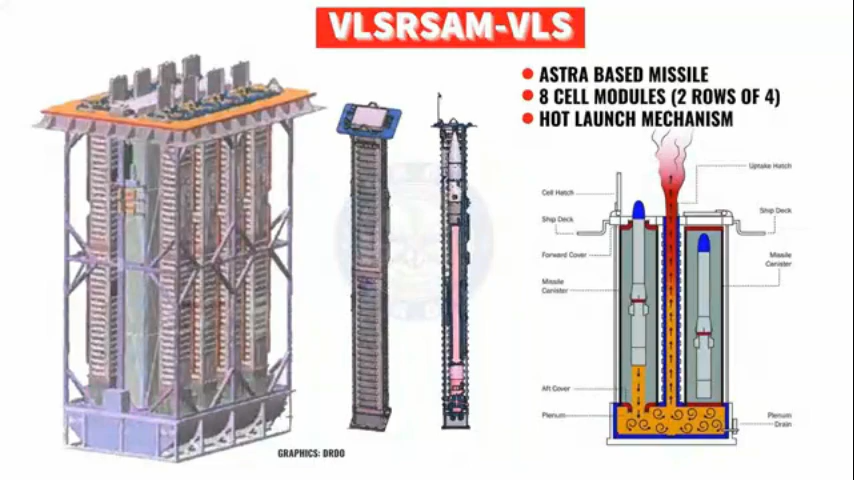 VLSRSAM-VLS
ASTRA BASED MISSILE
8 CELL MODULES (2 ROWS OF 4)
HOT LAUNCH MECHANISM
Uptake Hatch
Cell Hatch
Ship Deck
Ship Deck
Forward Cover
Missile
Canister
Missile
Canister
Aft Cover
Plenum
Plenum
Drain
GRAPHICS: DRDO